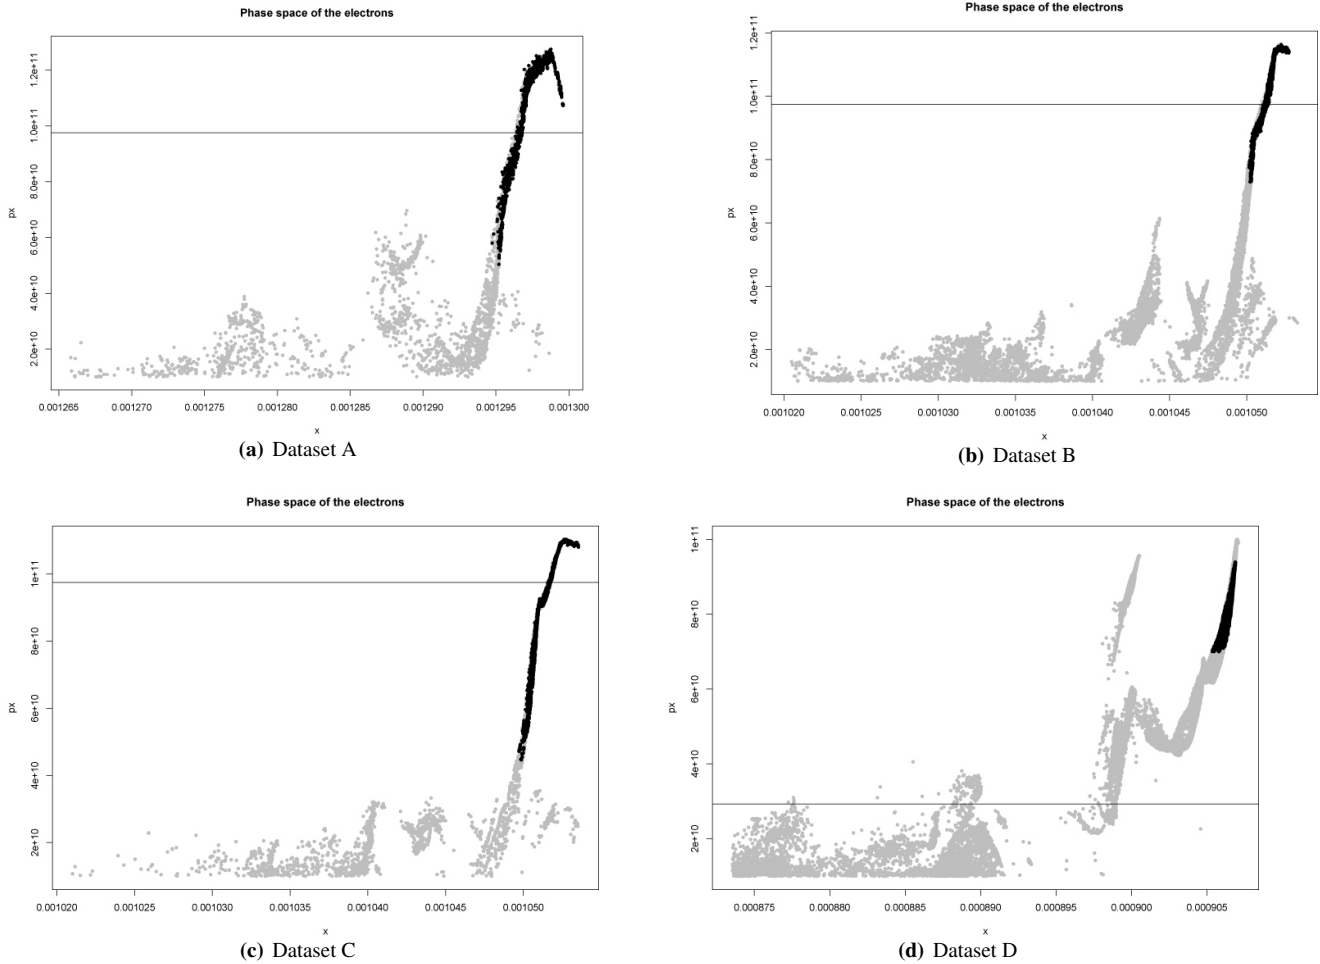 Phase space of the electrons
px
1.2e+11
1.0e+11
8.0e+10
6.0e+10
4.0e+10
2.0e+10
0.001265 0.001270 0.001275 0.001280 0.001285 0.001290 0.001295 0.001300
x
(a) Dataset A
Phase space of the electrons
px
1.2e+11
1.0e+11
8.0e+10
6.0e+10
4.0e+10
2.0e+10
0.001020 0.001025 0.001030 0.001035 0.001040 0.001045 0.001050
x
(b) Dataset B
Phase space of the electrons
px
1e+11
8e+10
6e+10
4e+10
2e+10
0.001020 0.001025 0.001030 0.001035 0.001040 0.001045 0.001050
x
(c) Dataset C
Phase space of the electrons
px
1e+11
8e+10
6e+10
4e+10
2e+10
0.000875 0.000880 0.000885 0.000890 0.000895 0.000900 0.000905
x
(d) Dataset D